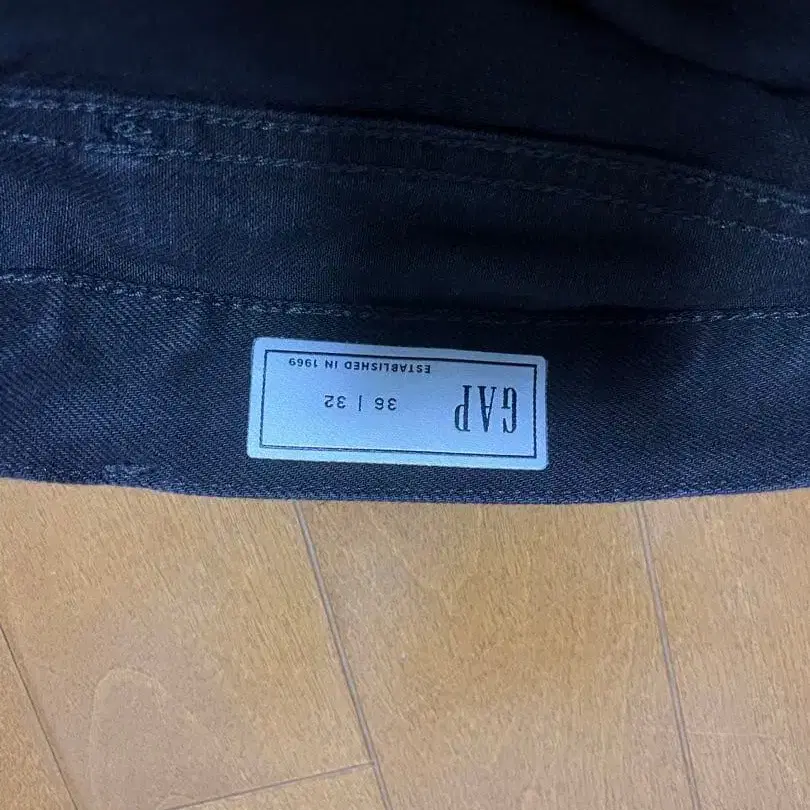 GAP
36 | 32
ESTABLISHED IN 1969